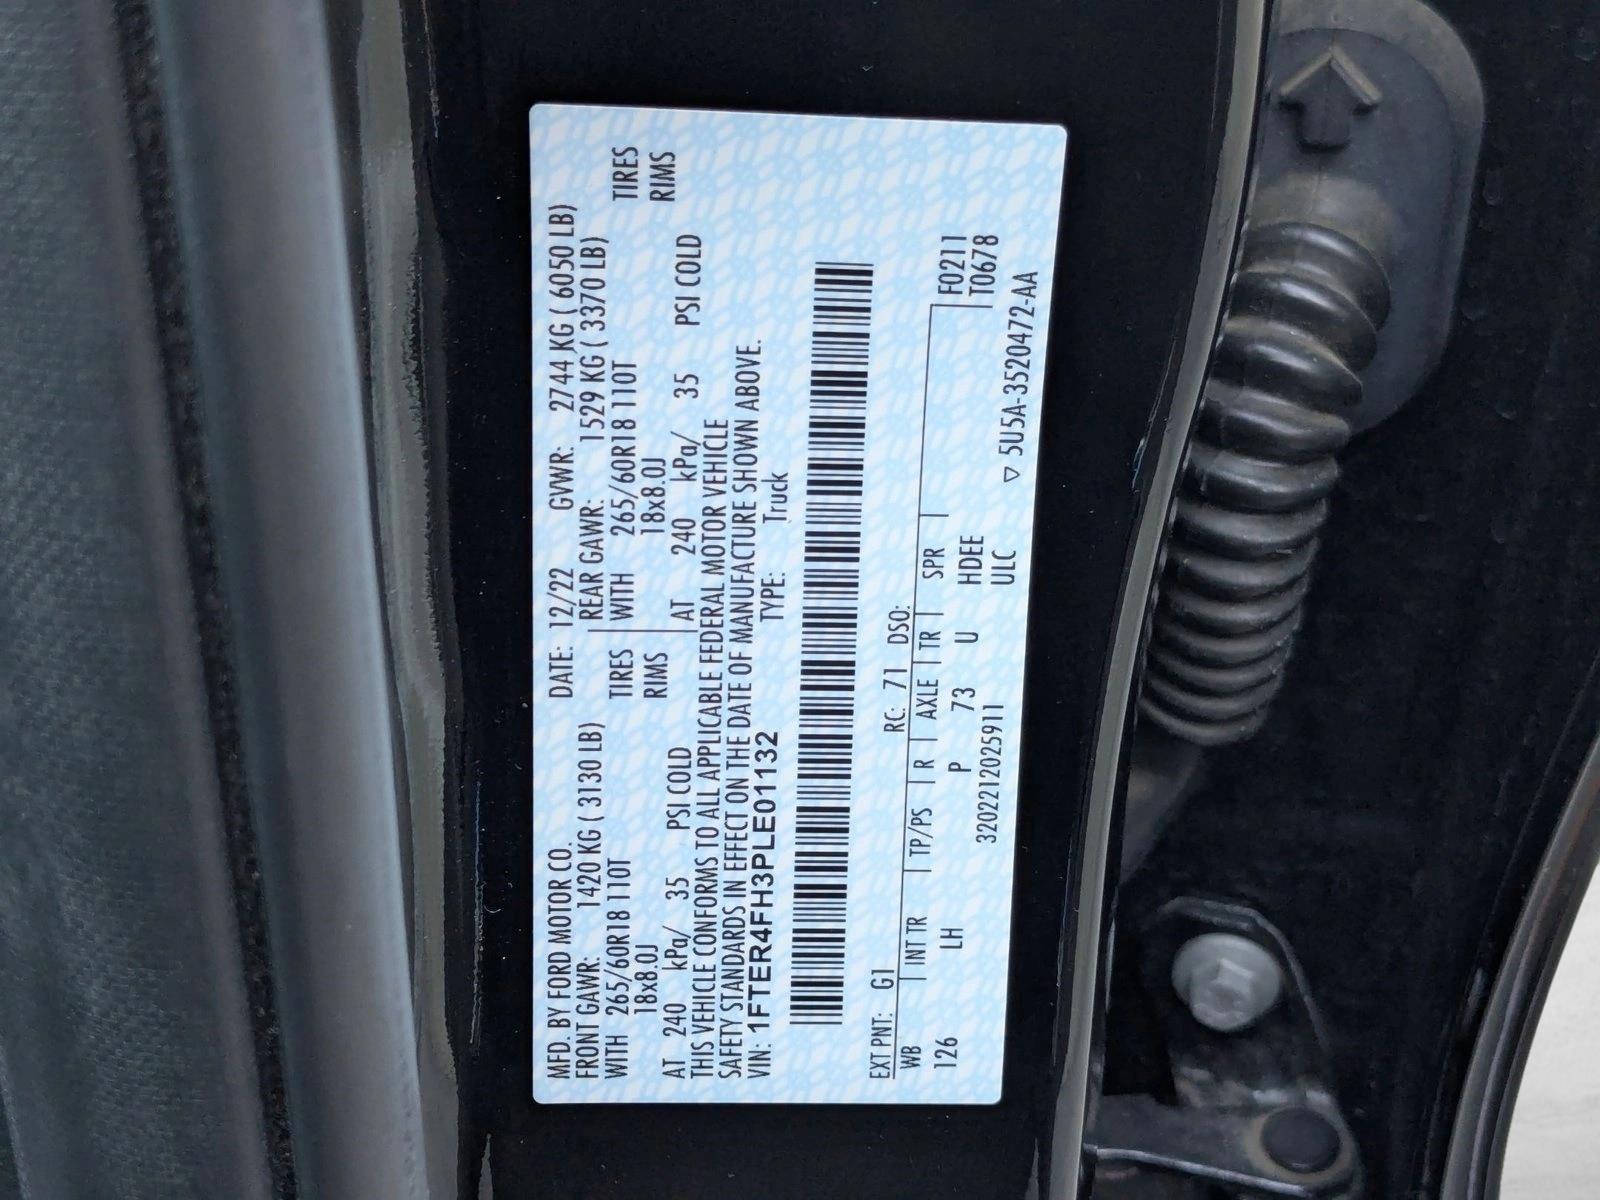 MFD. BY FORD MOTOR CO. DATE: 12/22 GVWR: 2744 KG ( 6050 LB)
FRONT GAWR: 1420 KG ( 3130 LB) REAR GAWR: 1529 KG ( 3370 LB)
WITH 265/60R18 110T TIRES WITH 265/60R18 110T TIRES
18x8.0J RIMS 18x8.0J RIMS
AT 240 kPa/ 35 PSI COLD AT 240 kPa/ 35 PSI COLD
THIS VEHICLE CONFORMS TO ALL APPLICABLE FEDERAL MOTOR VEHICLE
SAFETY STANDARDS IN EFFECT ON THE DATE OF MANUFACTURE SHOWN ABOVE.
VIN: 1FTER4FH3PLE01132 TYPE: Truck
EXT PNT: G1 RC: 71 DSO: F0211
WB INT TR TP/PS R AXLE TR SPR T0678
126 LH P 73 U HDEE
3202212025911 ULC ▽ 5U5A-3520472-AA